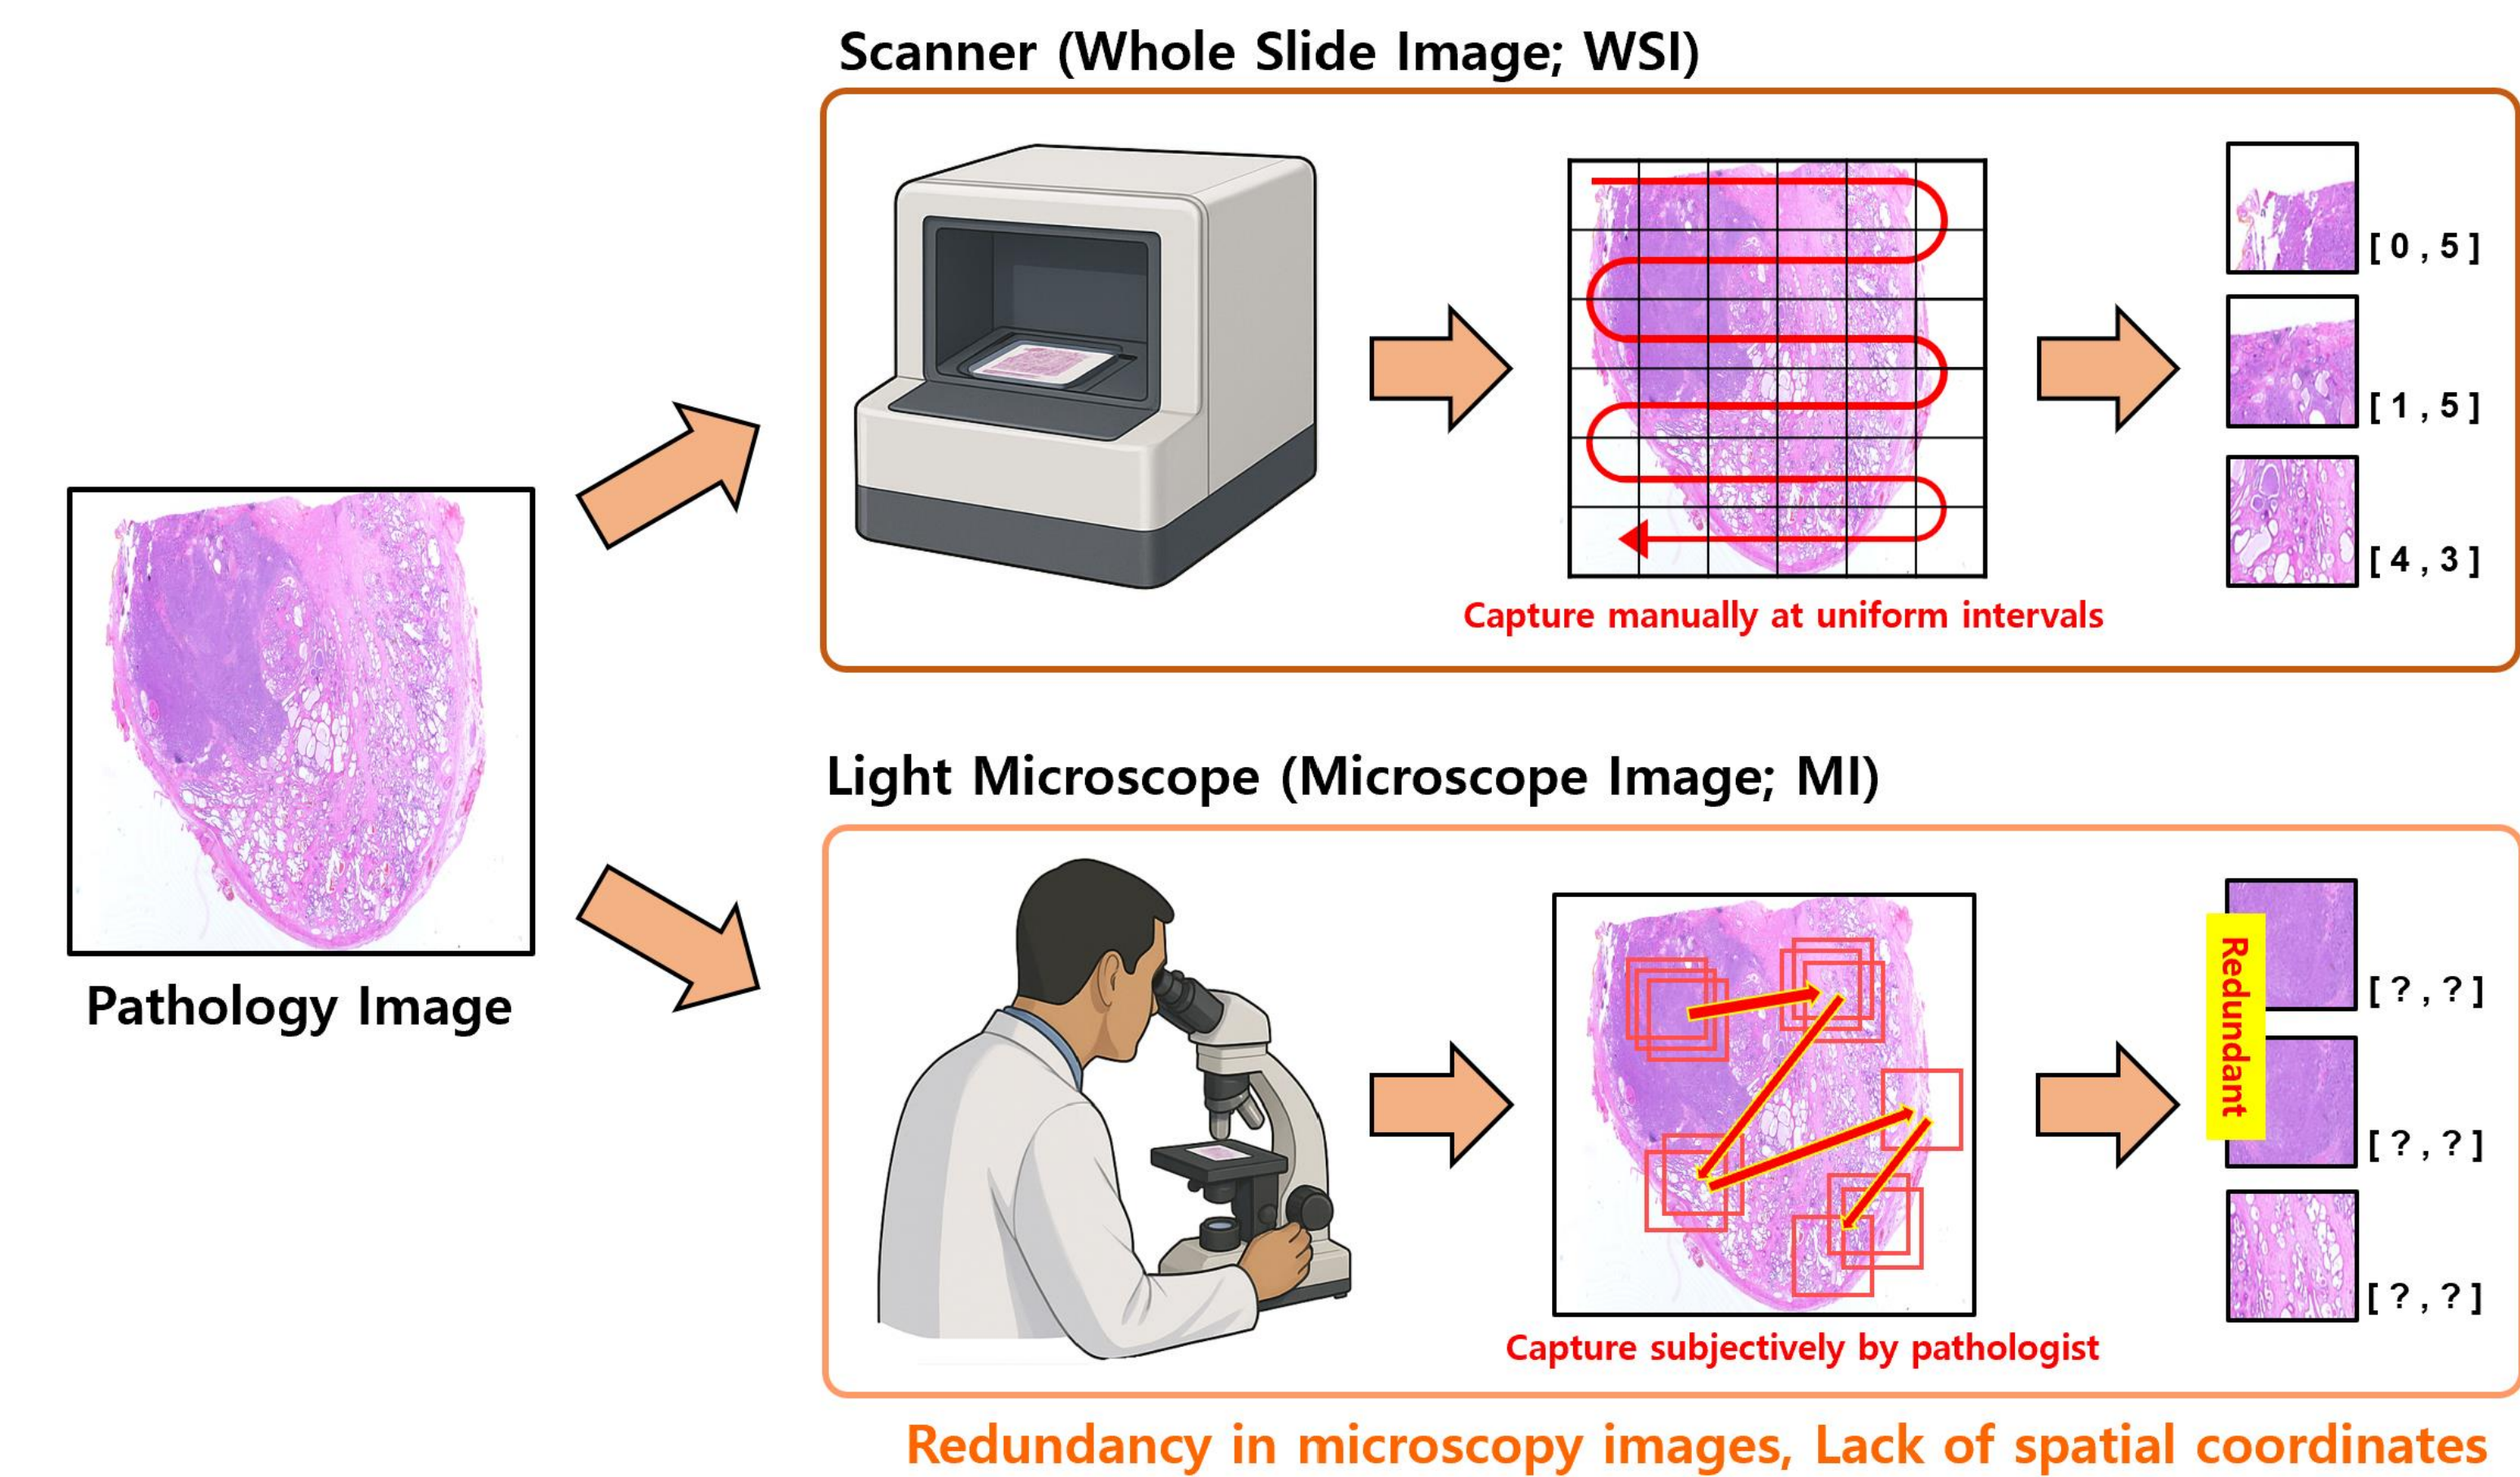 Scanner (Whole Slide Image; WSI)
[ 0 , 5 ]
[ 1 , 5 ]
[ 4 , 3 ]
Capture manually at uniform intervals
Pathology Image
Light Microscope (Microscope Image; MI)
Redundant
[ ? , ? ]
[ ? , ? ]
[ ? , ? ]
Capture subjectively by pathologist
Redundancy in microscopy images, Lack of spatial coordinates